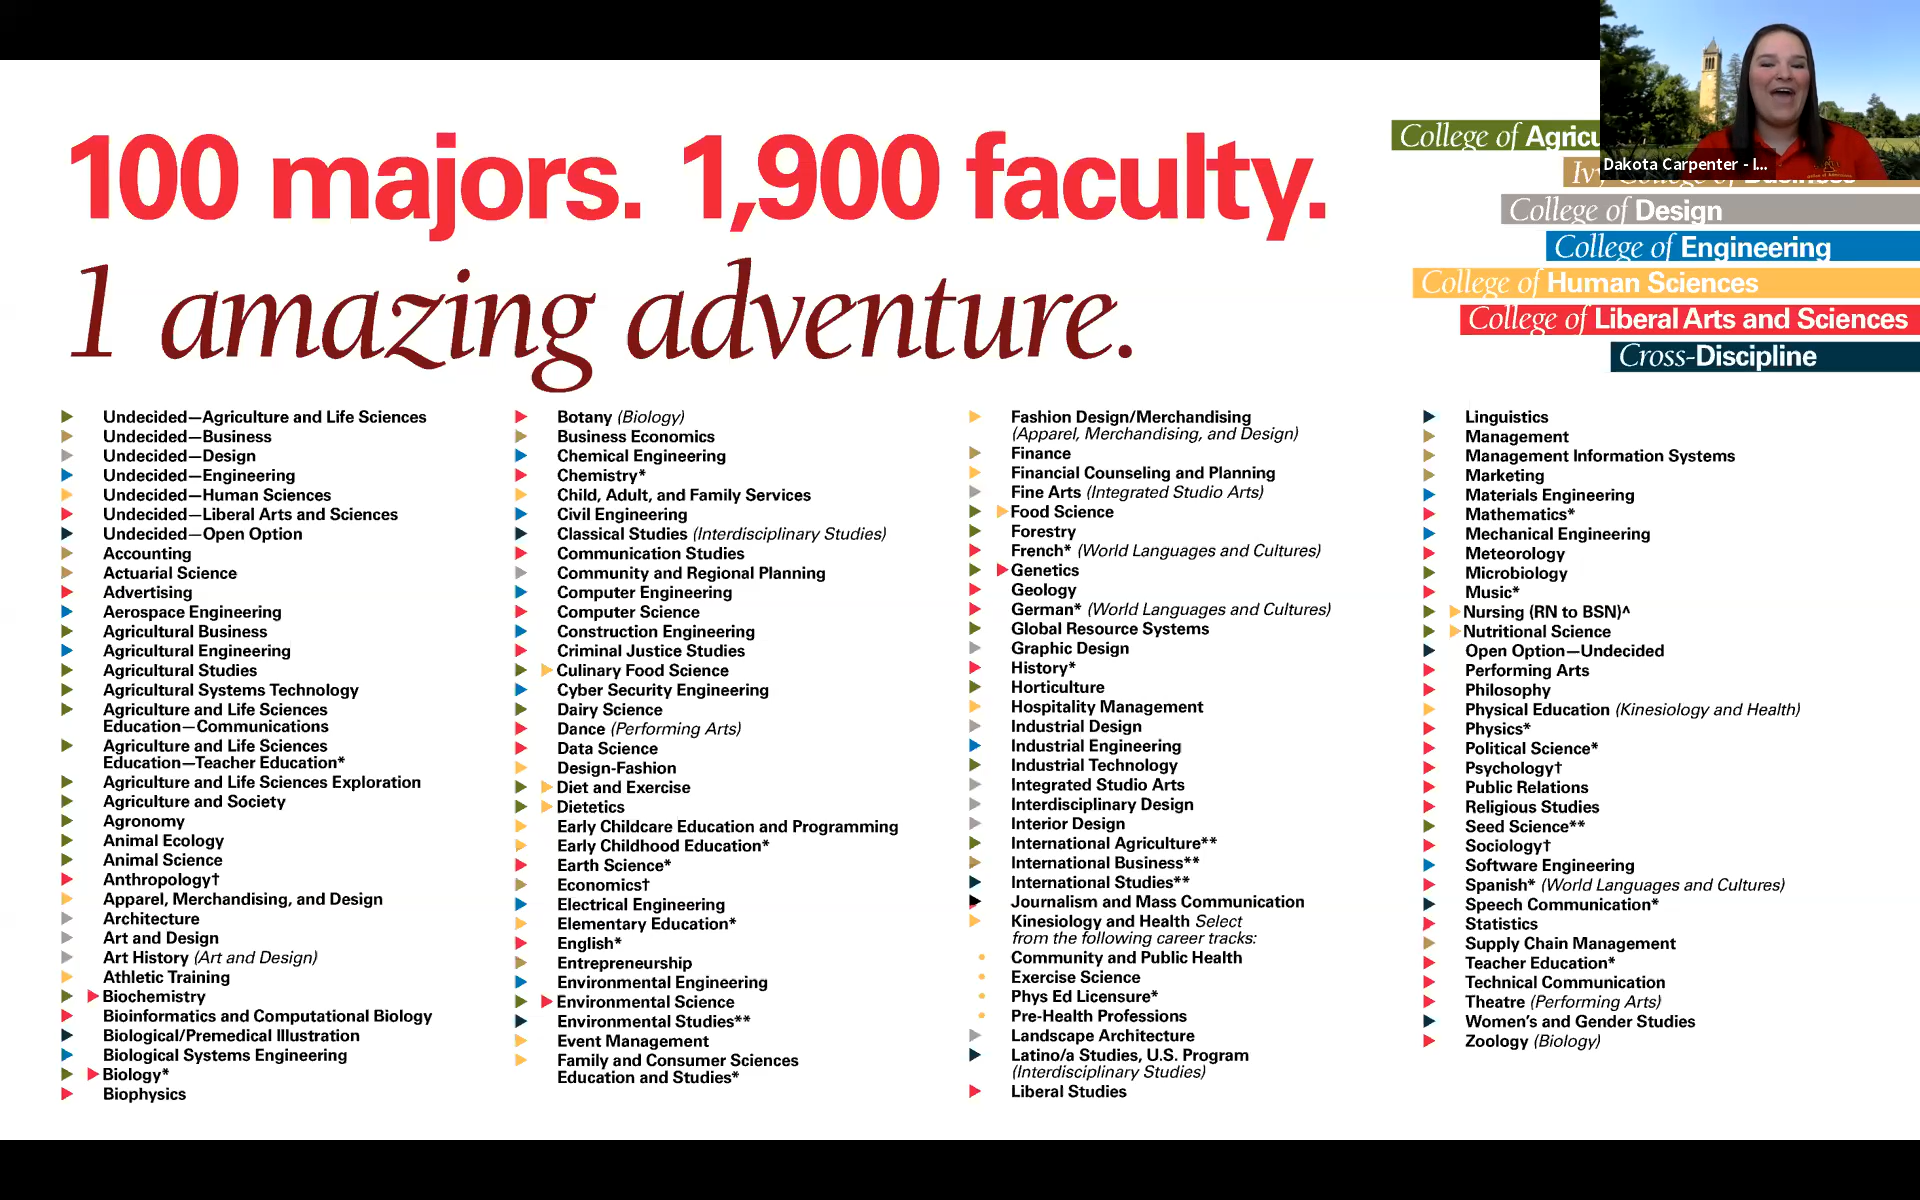 100 majors. 1,900 faculty.
1 amazing adventure.
College of
Dakota Carpenter - I...
College of
College of Design
College of Engineering
College of Human Sciences
College of Liberal Arts and Sciences
Cross-Discipline
Undecided—Agriculture and Life Sciences
Undecided—Business
Undecided—Design
Undecided—Engineering
Undecided—Human Sciences
Undecided—Liberal Arts and Sciences
Undecided—Open Option
Accounting
Actuarial Science
Advertising
Aerospace Engineering
Agricultural Business
Agricultural Engineering
Agricultural Studies
Agricultural Systems Technology
Agriculture and Life Sciences
Education—Communications
Agriculture and Life Sciences
Education—Teacher Education*
Agriculture and Life Sciences Exploration
Agriculture and Society
Agronomy
Animal Ecology
Animal Science
Anthropology†
Apparel, Merchandising, and Design
Architecture
Art and Design
Art History (Art and Design)
Athletic Training
Biochemistry
Bioinformatics and Computational Biology
Biological/Premedical Illustration
Biological Systems Engineering
Biology*
Biophysics
Botany (Biology)
Business Economics
Chemical Engineering
Chemistry*
Child, Adult, and Family Services
Civil Engineering
Classical Studies (Interdisciplinary Studies)
Communication Studies
Community and Regional Planning
Computer Engineering
Computer Science
Construction Engineering
Criminal Justice Studies
Culinary Food Science
Cyber Security Engineering
Dairy Science
Dance (Performing Arts)
Data Science
Design-Fashion
Diet and Exercise
Dietetics
Early Childcare Education and Programming
Early Childhood Education*
Earth Science*
Economics†
Electrical Engineering
Elementary Education*
English*
Entrepreneurship
Environmental Engineering
Environmental Science
Environmental Studies**
Event Management
Family and Consumer Sciences
Education and Studies*
Fashion Design/Merchandising
(Apparel, Merchandising, and Design)
Finance
Financial Counseling and Planning
Fine Arts (Integrated Studio Arts)
Food Science
Forestry
French* (World Languages and Cultures)
Genetics
Geology
German* (World Languages and Cultures)
Global Resource Systems
Graphic Design
History*
Horticulture
Hospitality Management
Industrial Design
Industrial Engineering
Industrial Technology
Integrated Studio Arts
Interdisciplinary Design
Interior Design
International Agriculture**
International Business**
International Studies**
Journalism and Mass Communication
Kinesiology and Health Select
from the following career tracks:
Community and Public Health
Exercise Science
Phys Ed Licensure*
Pre-Health Professions
Landscape Architecture
Latino/a Studies, U.S. Program
(Interdisciplinary Studies)
Liberal Studies
Linguistics
Management
Management Information Systems
Marketing
Materials Engineering
Mathematics*
Mechanical Engineering
Meteorology
Microbiology
Music*
Nursing (RN to BSN)^
Nutritional Science
Open Option—Undecided
Performing Arts
Philosophy
Physical Education (Kinesiology and Health)
Physics*
Political Science*
Psychology†
Public Relations
Religious Studies
Seed Science**
Sociology†
Software Engineering
Spanish* (World Languages and Cultures)
Speech Communication*
Statistics
Supply Chain Management
Teacher Education*
Technical Communication
Theatre (Performing Arts)
Women's and Gender Studies
Zoology (Biology)